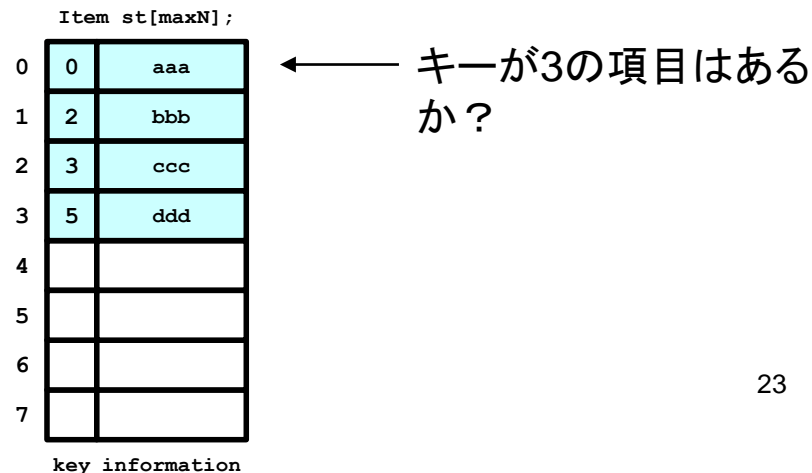 Item st[maxN];
0 0 aaa
キーが3の項目はある
か？
1 2 bbb
2 3 ccc
3 5 ddd
4
5
6
7
23
key information